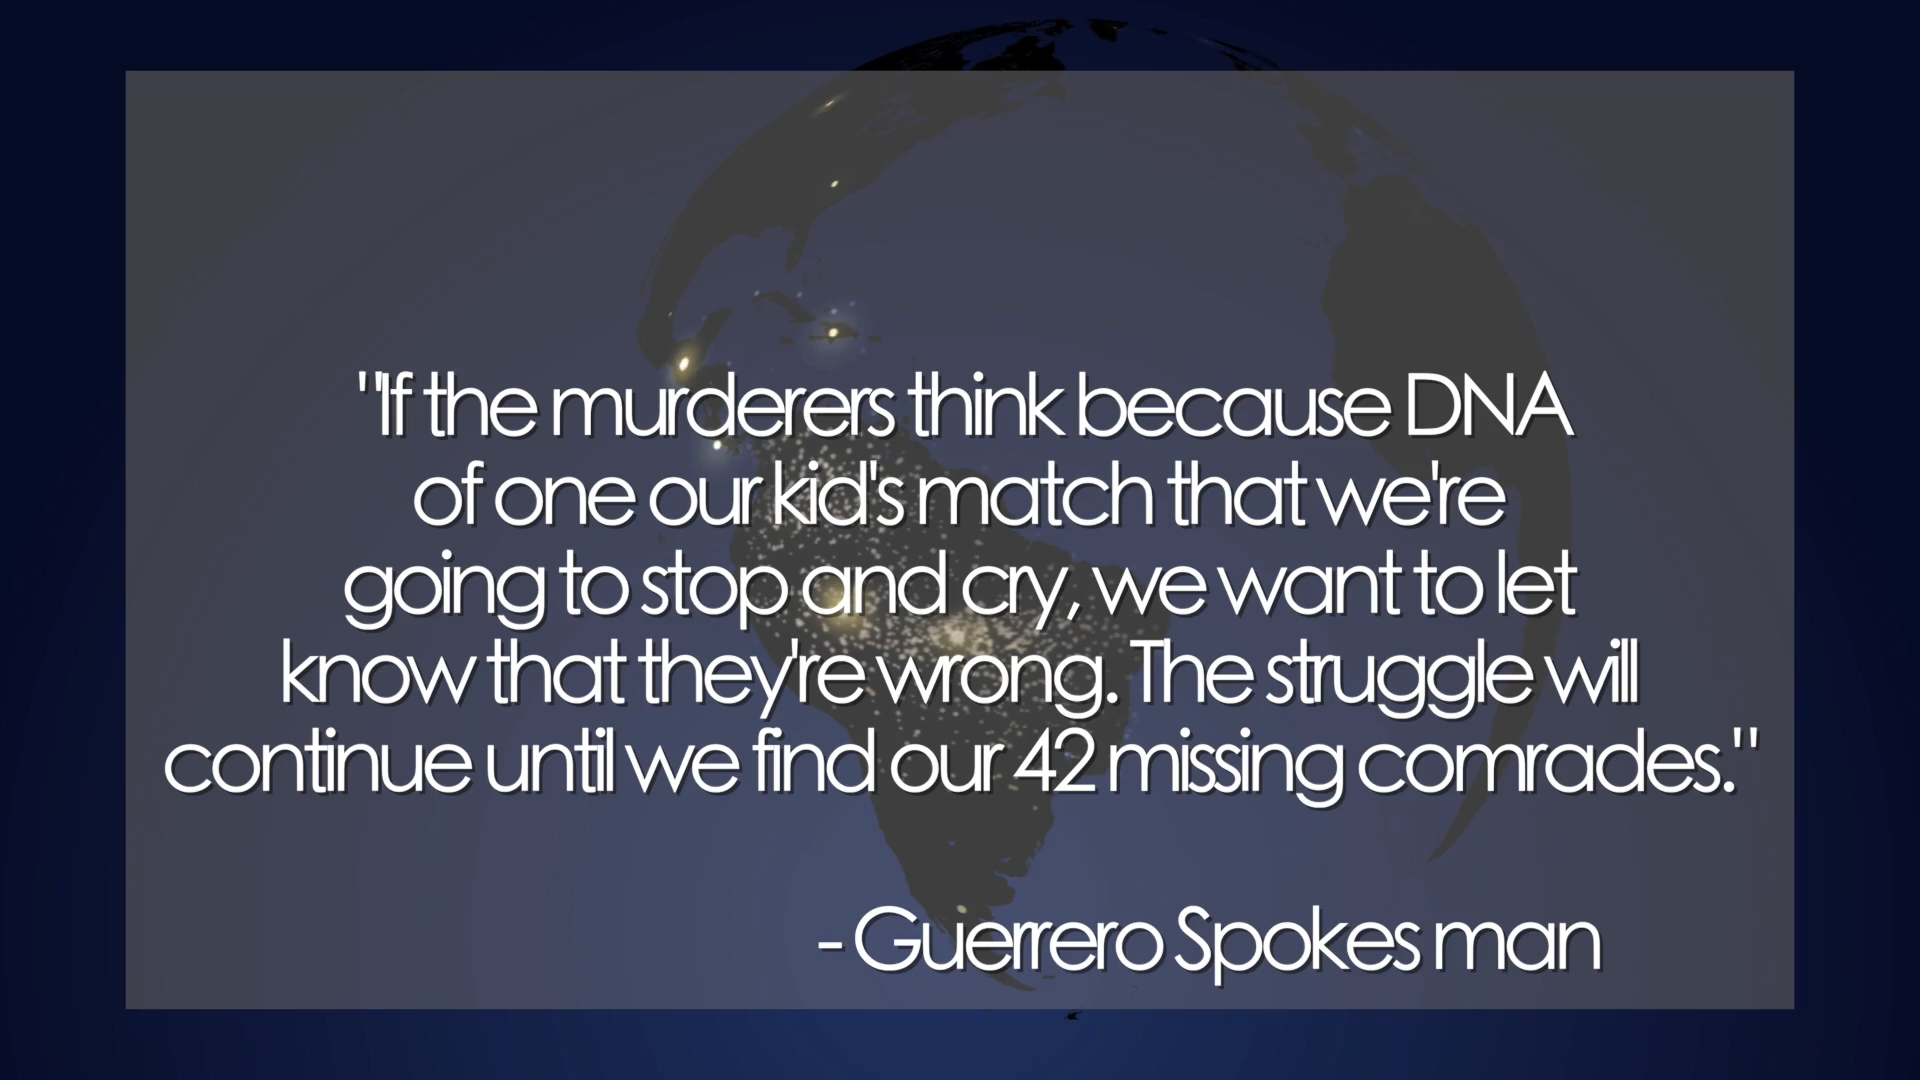 "If the murderers think because DNA
of one our kid's match that we're
going to stop and cry, we want to let
know that they're wrong. The struggle will
continue until we find our 42 missing comrades."
- Guerrero Spokes man